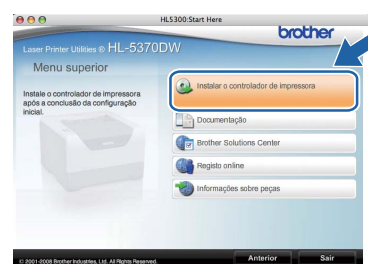 HL5300:Start Here
brother
Laser Printer Utilities ® HL-5370DW
Menu superior
Instale o controlador de impressora
após a conclusão da configuração
inicial.
Instalar o controlador de impressora
Documentação
Brother Solutions Center
Registo online
Informações sobre peças
© 2001-2008 Brother Industries, Ltd. All Rights Reserved.
Anterior
Sair